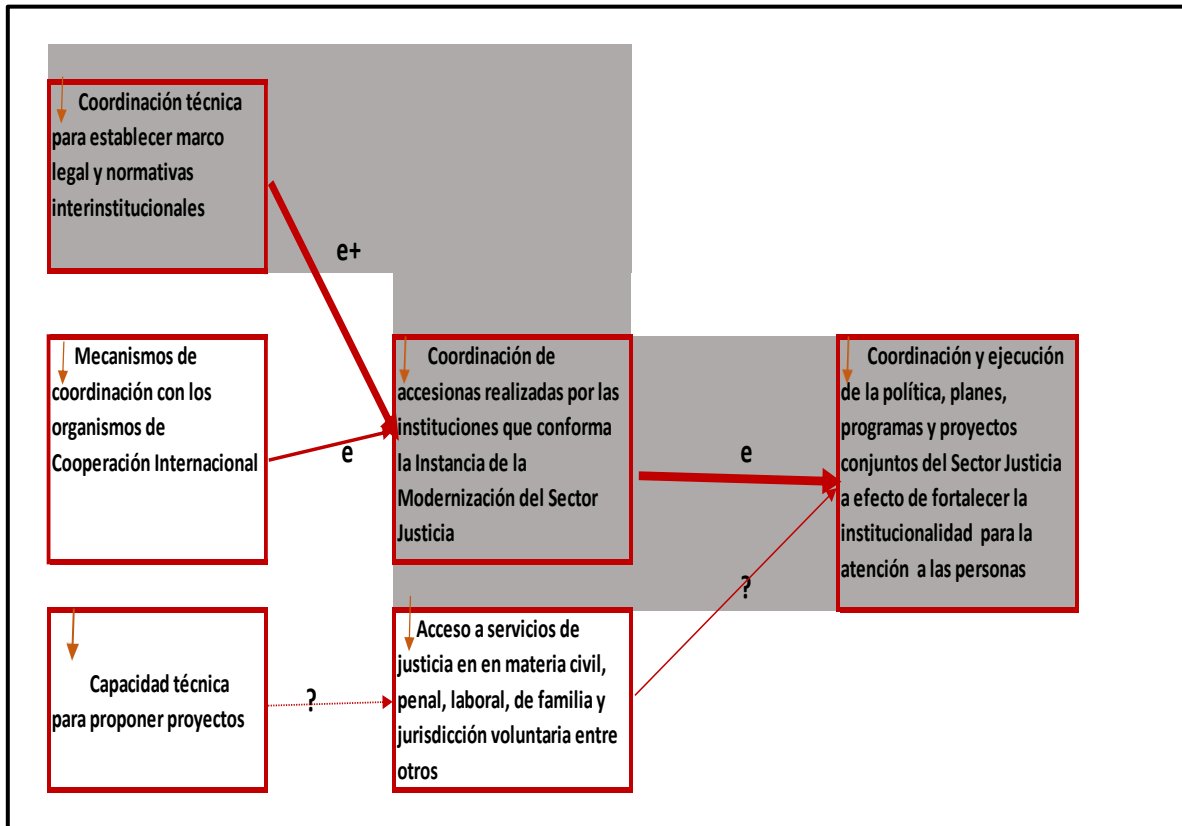 Coordinación técnica
para establecer marco
legal y normativas
interinstitucionales
e+
Mecanismos de
coordinación con los
organismos de
Cooperación Internacional
e
Coordinación de
accesionas realizadas por las
instituciones que conforma
la Instancia de la
Modernización del Sector
Justicia
e
Coordinación y ejecución
de la política, planes,
programas y proyectos
conjuntos del Sector Justicia
a efecto de fortalecer la
institucionalidad para la
atención a las personas
Capacidad técnica
para proponer proyectos
?
Acceso a servicios de
justicia en en materia civil,
penal, laboral, de familia y
jurisdicción voluntaria entre
otros
?